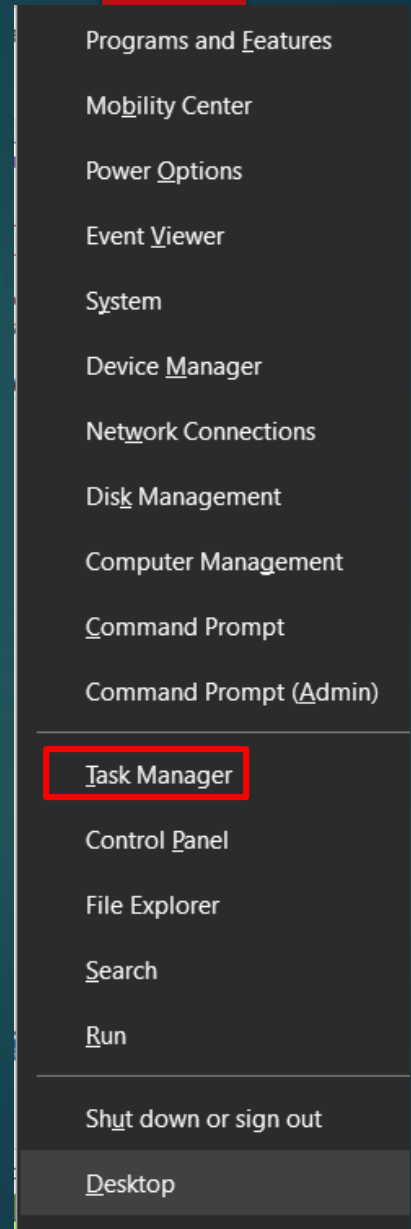 Programs and Features
Mobility Center
Power Options
Event Viewer
System
Device Manager
Network Connections
Disk Management
Computer Management
Command Prompt
Command Prompt (Admin)
Task Manager
Control Panel
File Explorer
Search
Run
Shut down or sign out
Desktop